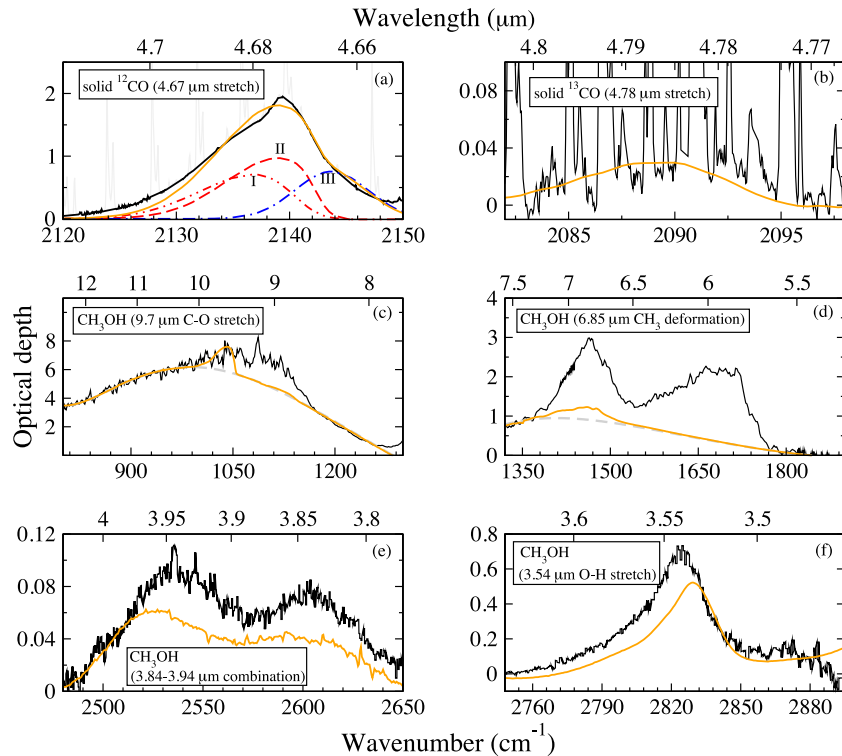 Wavelength (μm)
4.7 4.68 4.66
4.8 4.79 4.78 4.77
(a)
solid ¹²CO (4.67 μm stretch)
2
1
0
I
II
III
2120 2130 2140 2150
(b)
solid ¹³CO (4.78 μm stretch)
0.08
0.04
0
2085 2090 2095
12 11 10 9 8
7.5 7 6.5 6 5.5
(c)
CH₃OH (9.7 μm C-O stretch)
8
6
4
2
900 1050 1200
(d)
CH₃OH (6.85 μm CH₃ deformation)
4
3
2
1
0
1320 1500 1650 1800
Optical depth
4 3.95 3.9 3.85 3.8
3.6 3.55 3.5
(e)
CH₃OH
(3.84-3.94 μm combination)
0.12
0.08
0.04
0
2500 2550 2600 2650
(f)
CH₃OH
(3.54 μm O-H stretch)
0.8
0.6
0.4
0.2
0
2760 2790 2820 2850 2880
Wavenumber (cm⁻¹)